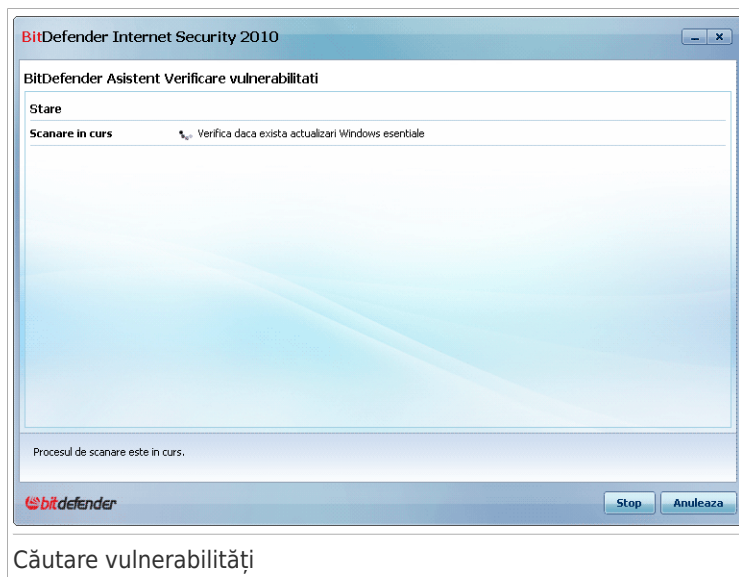 BitDefender Internet Security 2010
BitDefender Asistent Verificare vulnerabilitati
Stare
Scanare in curs Verifica daca exista actualizari Windows esentiale
Procesul de scanare este in curs.
bitdefender
Stop Anuleaza
Căutare vulnerabilități